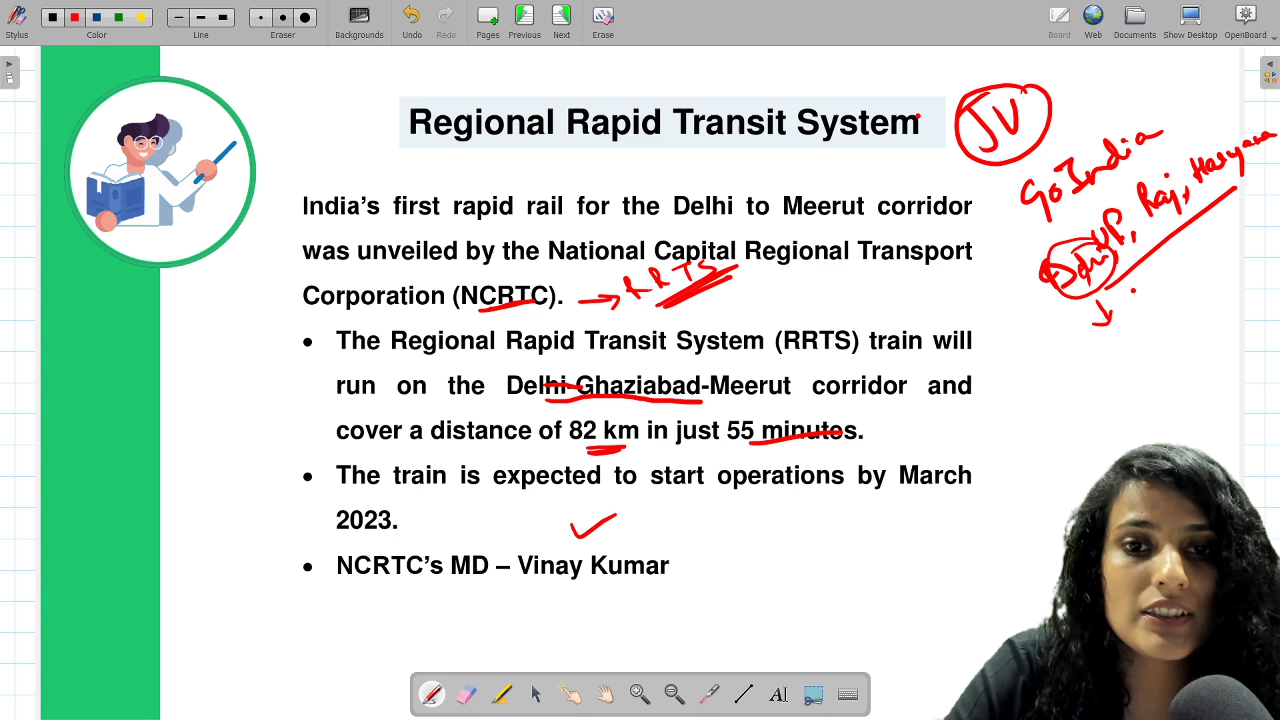 Stylus
Color
Line
Eraser
Backgrounds
Undo
Redo
Pages
Previous
Next
Erase
Board
Web
Documents
Show Desktop
OpenBoard
Regional Rapid Transit System
JV
GoIndia
UP, Raj, Haryana
India's first rapid rail for the Delhi to Meerut corridor
was unveiled by the National Capital Regional Transport
Corporation (NCRTC).
→ RRTS
• The Regional Rapid Transit System (RRTS) train will
run on the Delhi-Ghaziabad-Meerut corridor and
cover a distance of 82 km in just 55 minutes.
• The train is expected to start operations by March
2023.
• NCRTC's MD – Vinay Kumar
AI